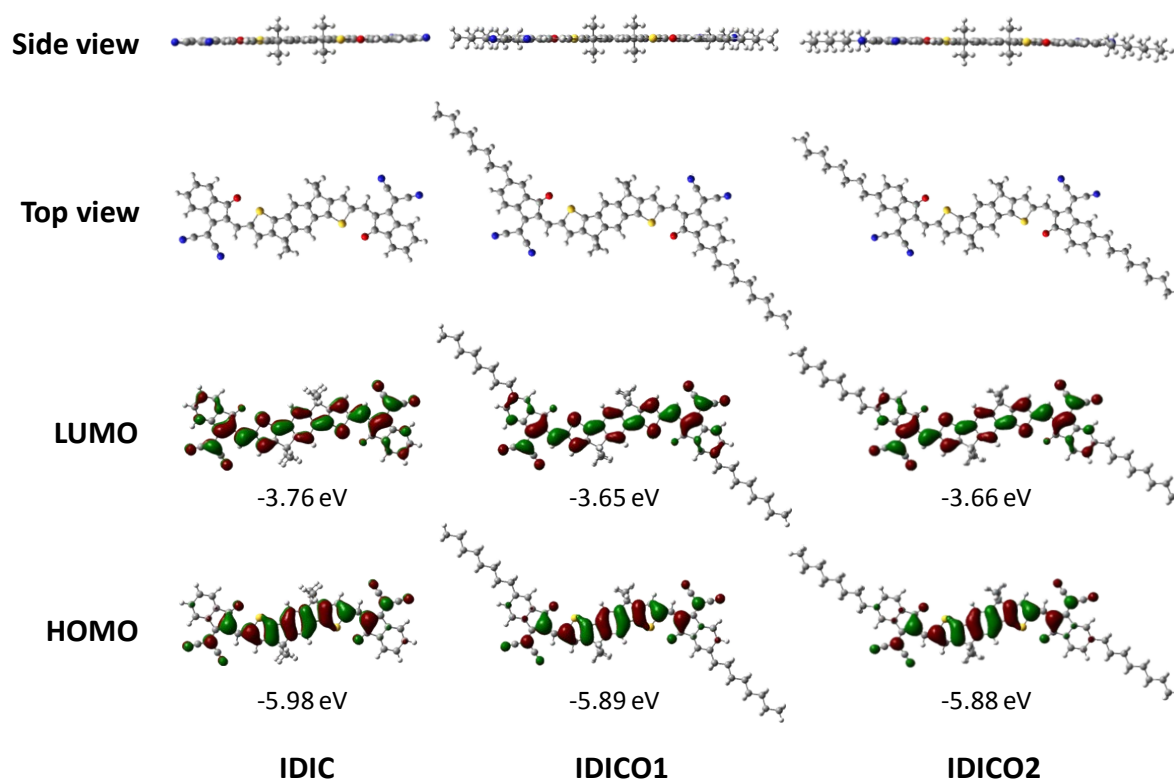 Side view
Top view
LUMO
-3.76 eV
-3.65 eV
-3.66 eV
HOMO
-5.98 eV
-5.89 eV
-5.88 eV
IDIC
IDICO1
IDICO2